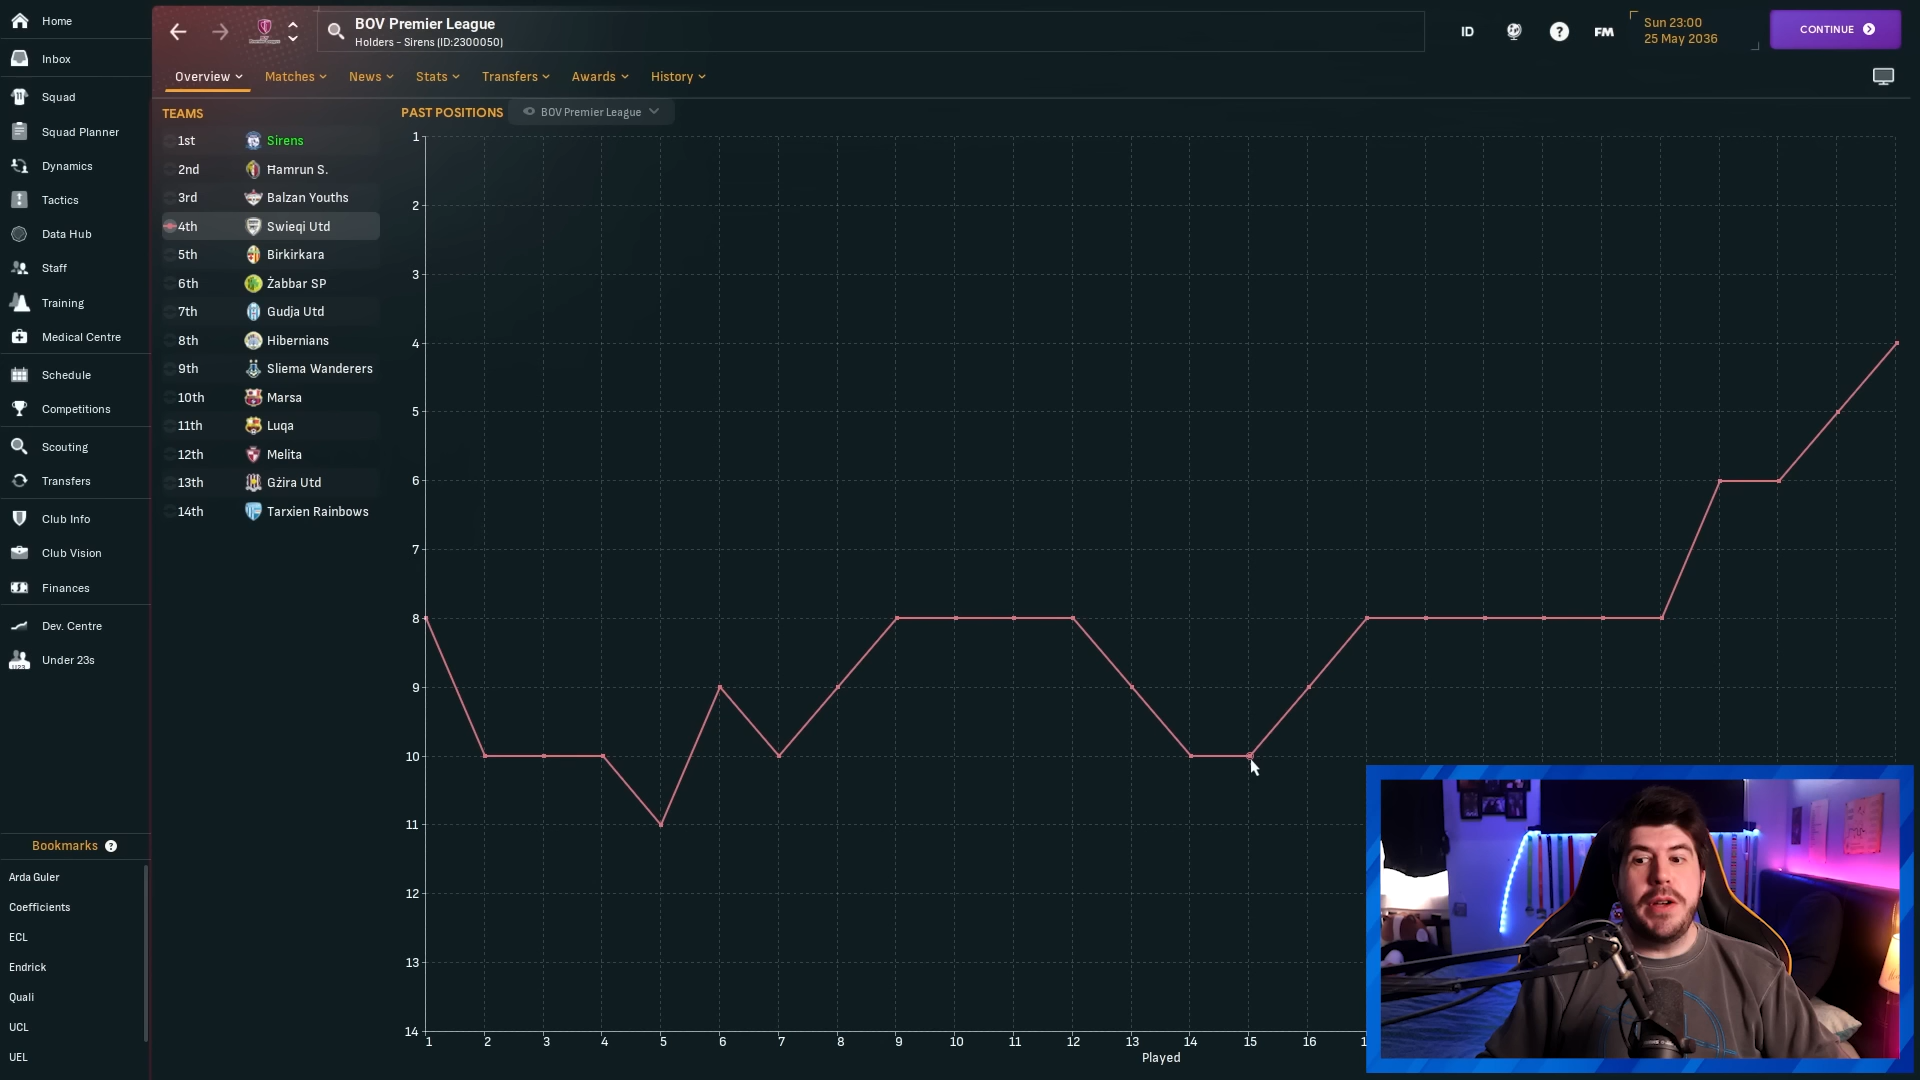 Home
Inbox
Squad
Squad Planner
Dynamics
Tactics
Data Hub
Staff
Training
Medical Centre
Schedule
Competitions
Scouting
Transfers
Club Info
Club Vision
Finances
Dev. Centre
Under 23s
Bookmarks ?
Arda Guler
Coefficients
ECL
Endrick
Quali
UCL
UEL
BOV Premier League
Holders - Sirens (ID:2300050)
ID ? FM
Sun 23:00
25 May 2036
CONTINUE
Overview Matches News Stats Transfers Awards History
TEAMS
1st Sirens
2nd Ħamrun S.
3rd Balzan Youths
4th Swieqi Utd
5th Birkirkara
6th Żabbar SP
7th Gudja Utd
8th Hibernians
9th Sliema Wanderers
10th Marsa
11th Luqa
12th Melita
13th Gżira Utd
14th Tarxien Rainbows
PAST POSITIONS BOV Premier League
1
2
3
4
5
6
7
8
9
10
11
12
13
14
1 2 3 4 5 6 7 8 9 10 11 12 13 14 15 16
Played